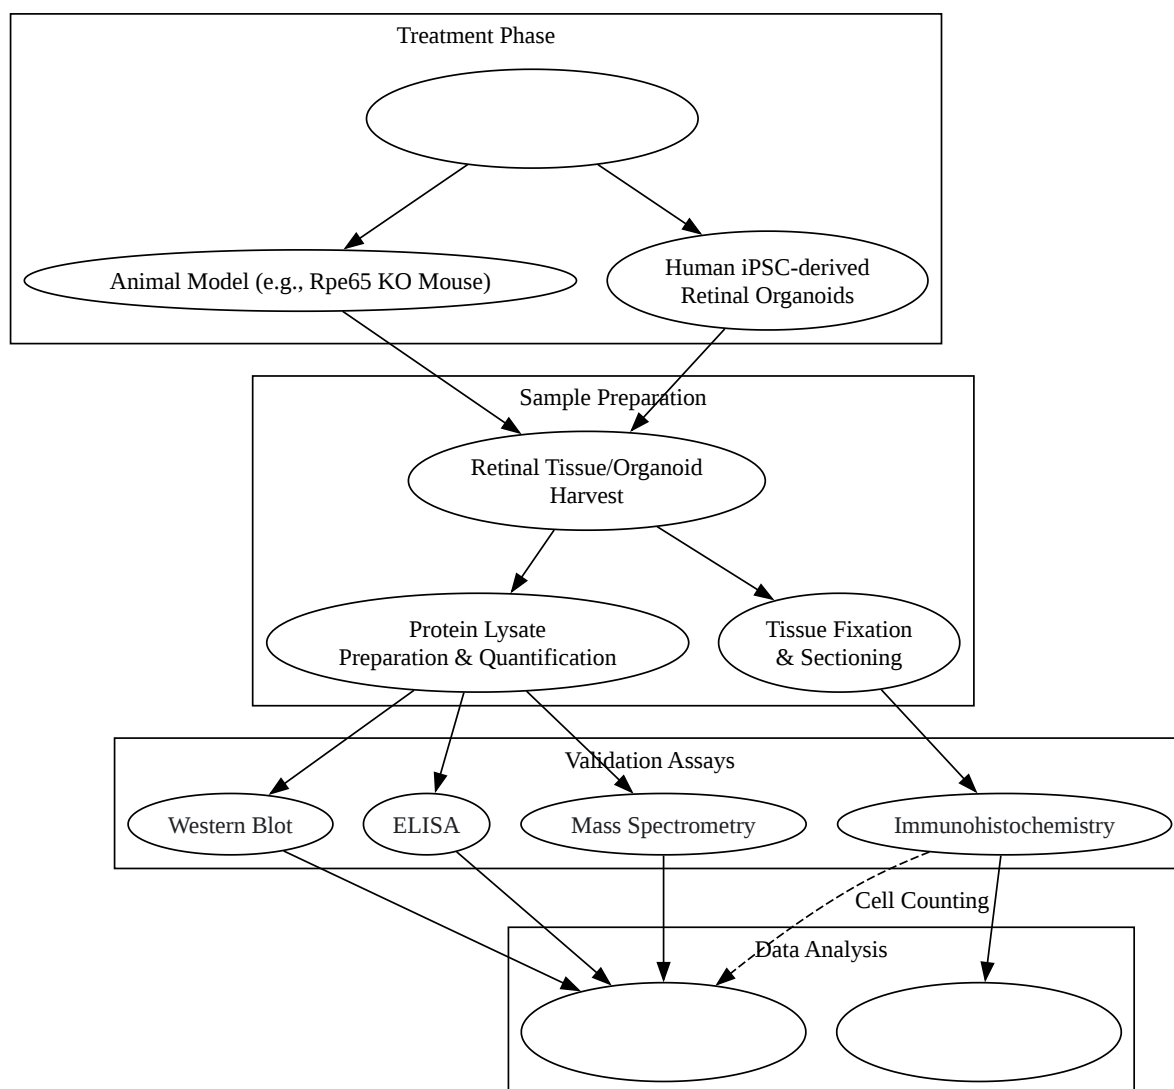 Treatment Phase
Animal Model (e.g., Rpe65 KO Mouse)
Human iPSC-derived
Retinal Organoids
Sample Preparation
Retinal Tissue/Organoid
Harvest
Protein Lysate
Preparation & Quantification
Tissue Fixation
& Sectioning
Validation Assays
Western Blot
ELISA
Mass Spectrometry
Immunohistochemistry
Cell Counting
Data Analysis